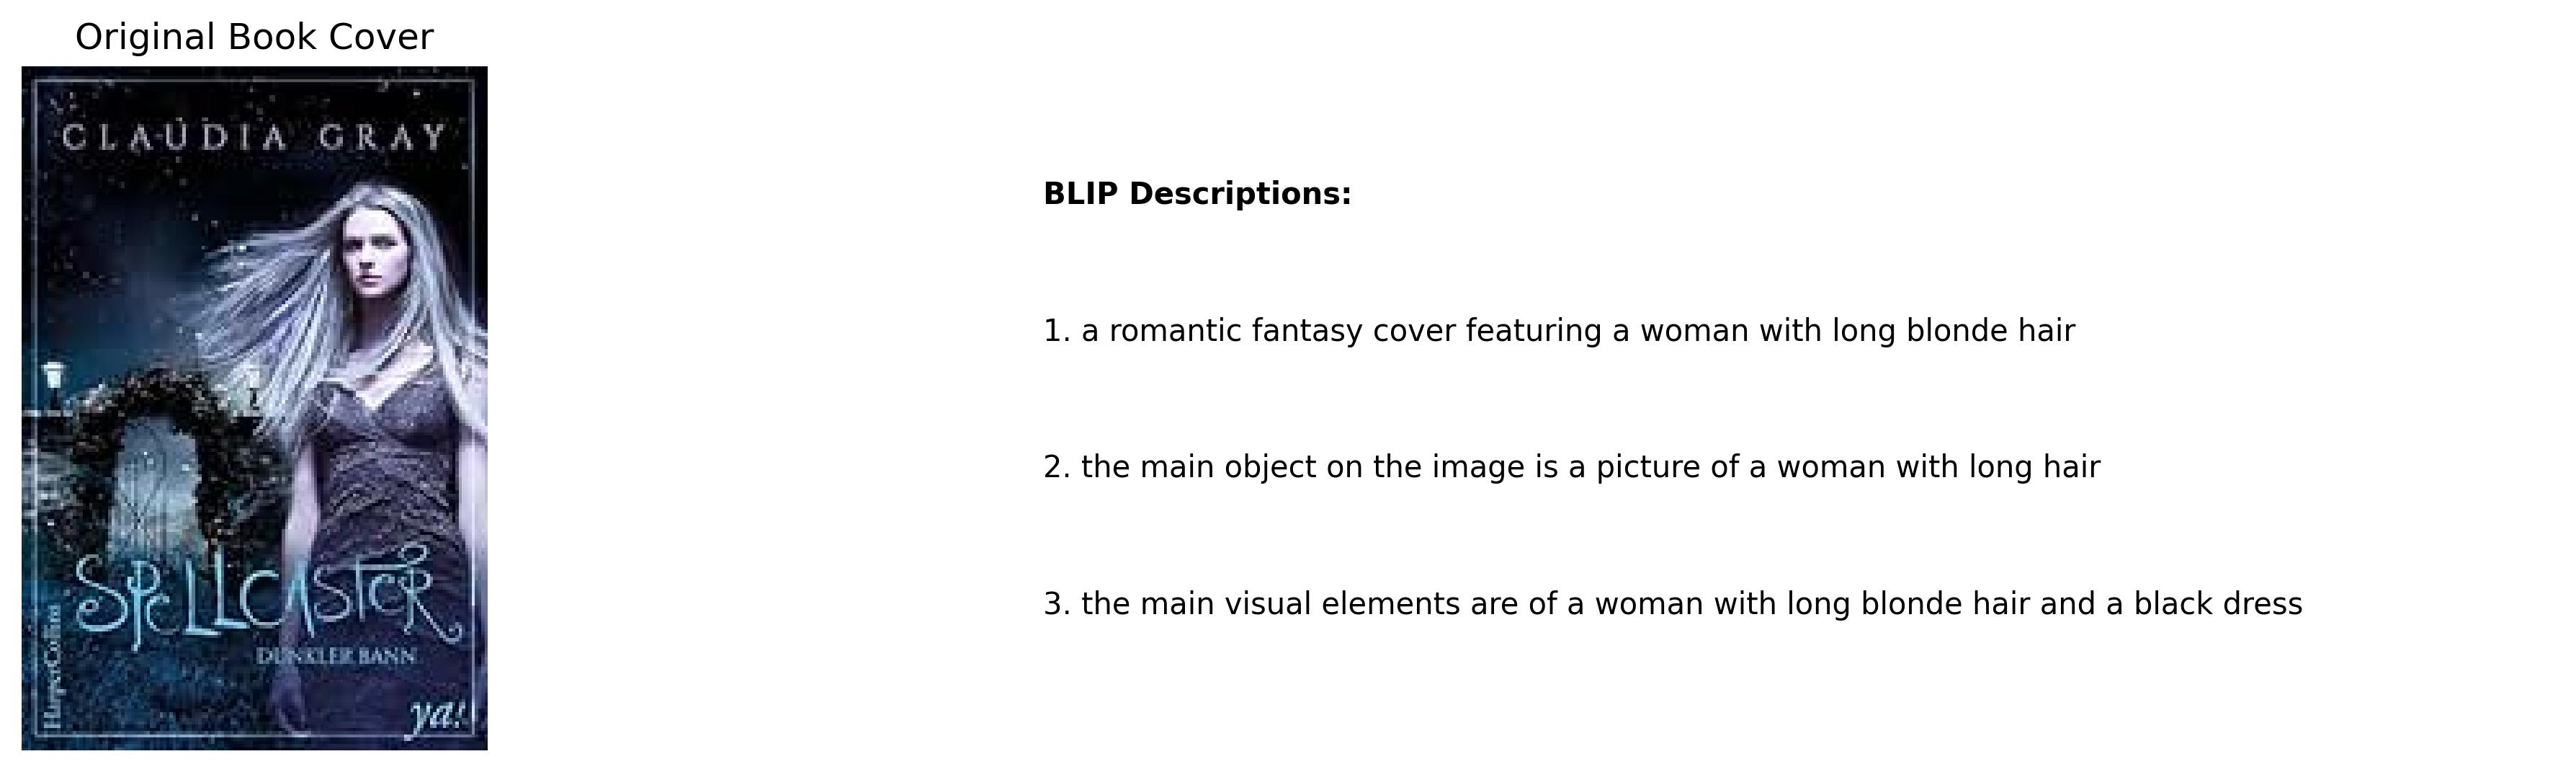 Original Book Cover
CLAUDIA GRAY
SPELLCASTER
DUNKLER BANN
HarperCollins
ya!
BLIP Descriptions:
1. a romantic fantasy cover featuring a woman with long blonde hair
2. the main object on the image is a picture of a woman with long hair
3. the main visual elements are of a woman with long blonde hair and a black dress